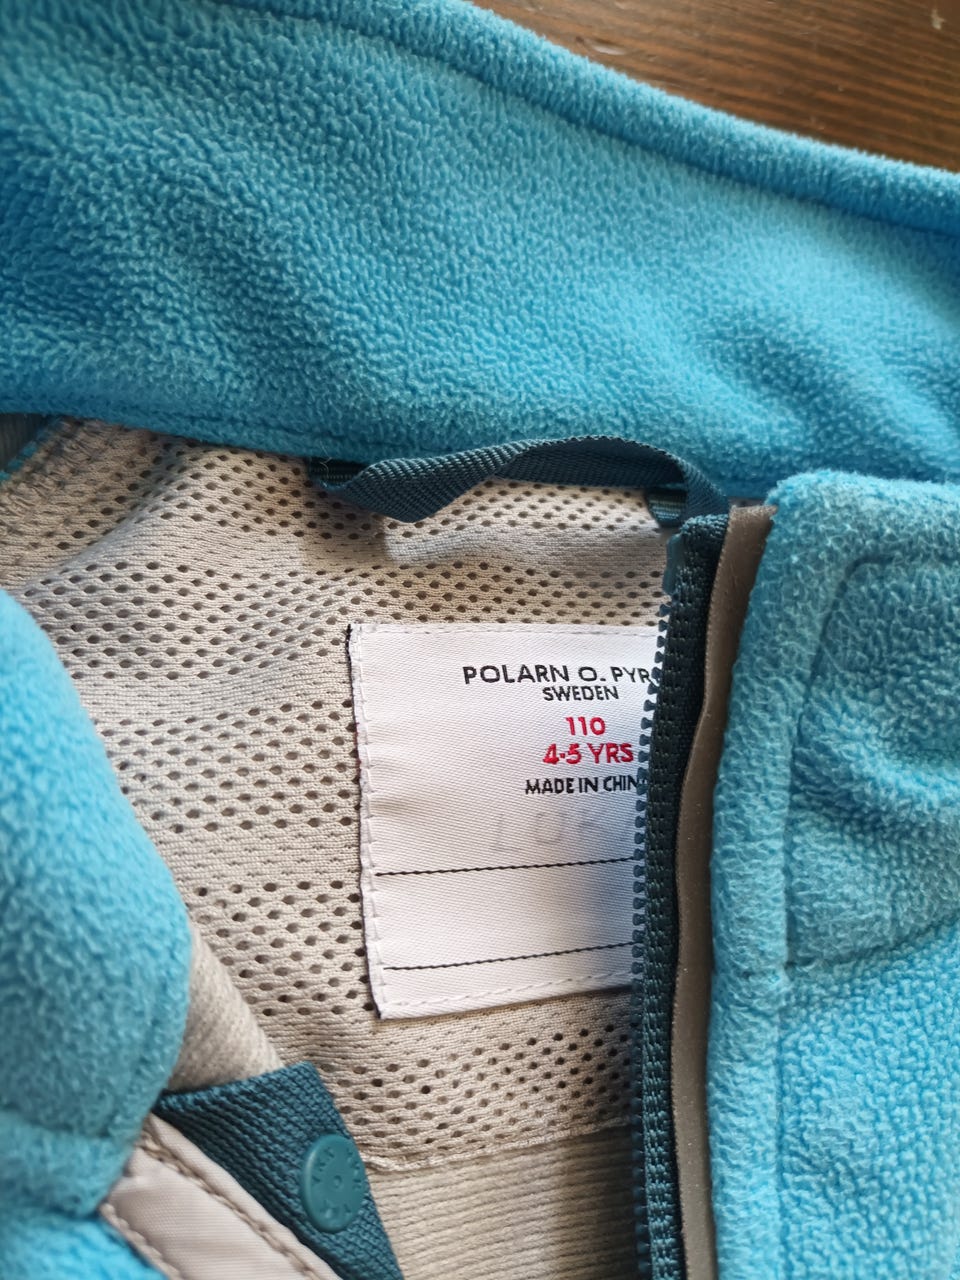 POLARN O. PYR
SWEDEN
110
4-5 YRS
MADE IN CHIN